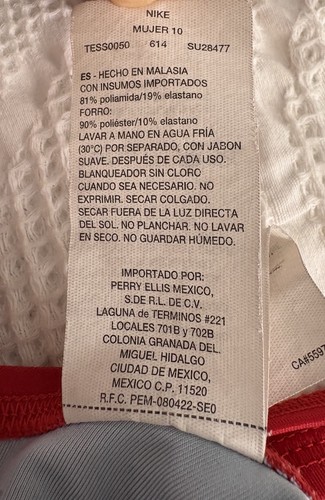 NIKE
MUJER 10
TESS0050 614 SU28477
ES - HECHO EN MALASIA
CON INSUMOS IMPORTADOS
81% poliamida/19% elastano
FORRO:
90% poliéster/10% elastano
LAVAR A MANO EN AGUA FRÍA
(30°C) POR SEPARADO, CON JABON
SUAVE. DESPUÉS DE CADA USO.
BLANQUEADOR SIN CLORO
CUANDO SEA NECESARIO. NO
EXPRIMIR. SECAR COLGADO.
SECAR FUERA DE LA LUZ DIRECTA
DEL SOL. NO PLANCHAR. NO LAVAR
EN SECO. NO GUARDAR HÚMEDO.
IMPORTADO POR:
PERRY ELLIS MEXICO,
S.DE R.L. DE C.V.
LAGUNA de TERMINOS #221
LOCALES 701B y 702B
COLONIA GRANADA DEL.
MIGUEL HIDALGO
CIUDAD DE MEXICO,
MEXICO C.P. 11520
R.F.C. PEM-080422-SE0
CA#5597